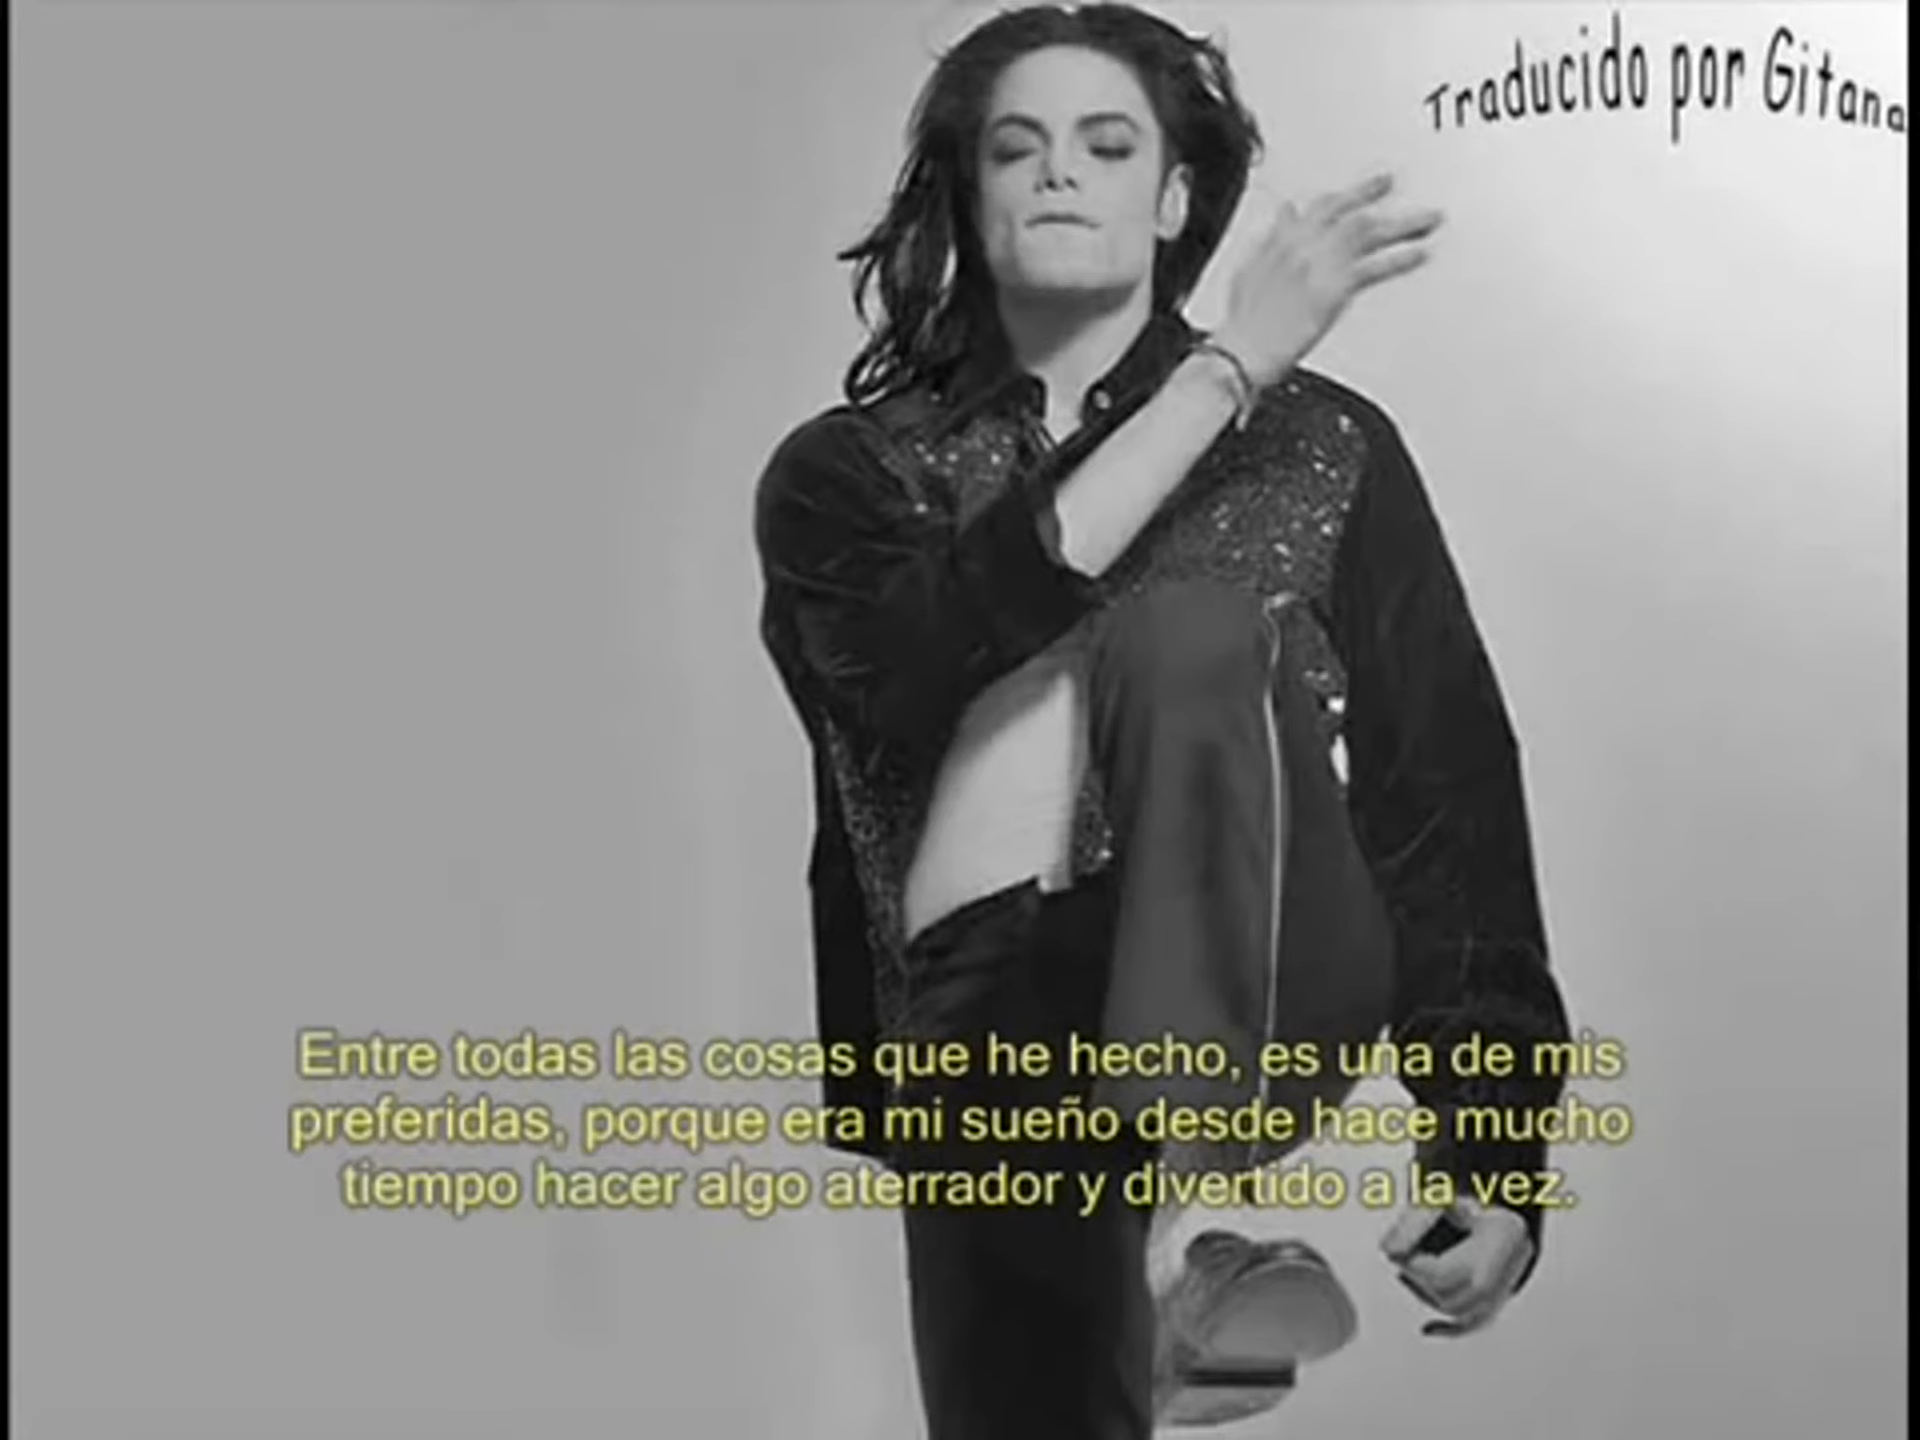 Traducido por Gitana
Entre todas las cosas que he hecho, es una de mis
preferidas, porque era mi sueño desde hace mucho
tiempo hacer algo aterrador y divertido a la vez.